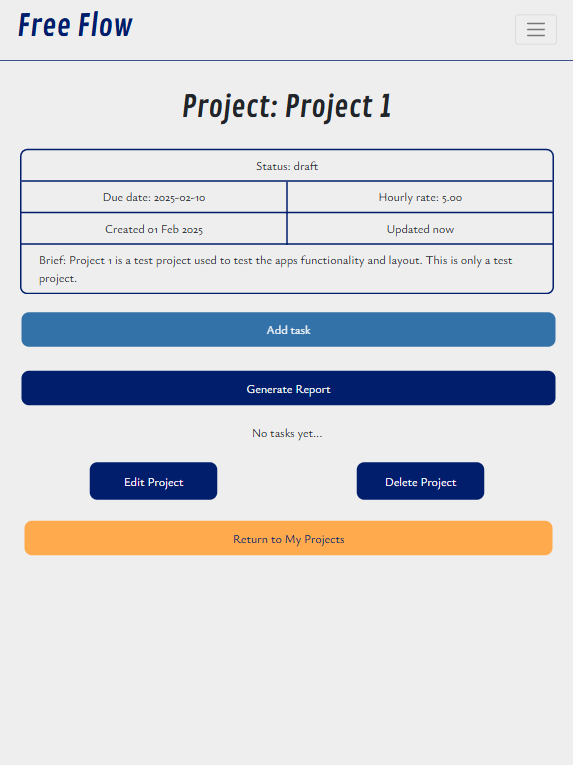 Free Flow
Project: Project 1
Status: draft
Due date: 2025-02-10
Hourly rate: 5.00
Created 01 Feb 2025
Updated now
Brief: Project 1 is a test project used to test the apps functionality and layout. This is only a test
project.
Add task
Generate Report
No tasks yet...
Edit Project
Delete Project
Return to My Projects